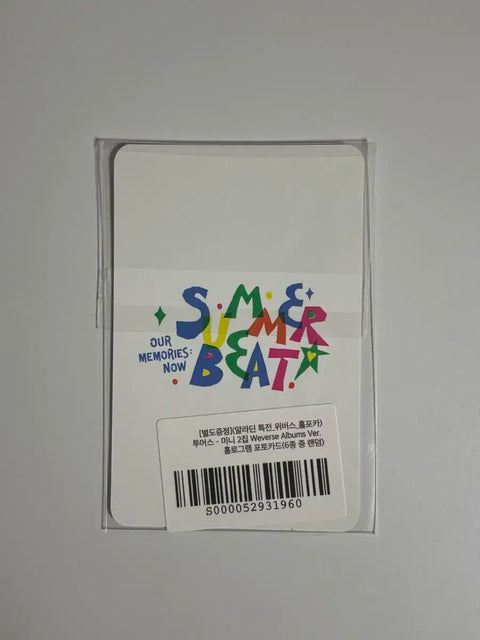 SUMMER
BEAT!
OUR
MEMORIES:
NOW
[별도증정](알라딘 특전_위버스_홀포카)
투어스 - 미니 2집 Weverse Albums Ver.
홀로그램 포토카드(6종 중 랜덤)
S000052931960